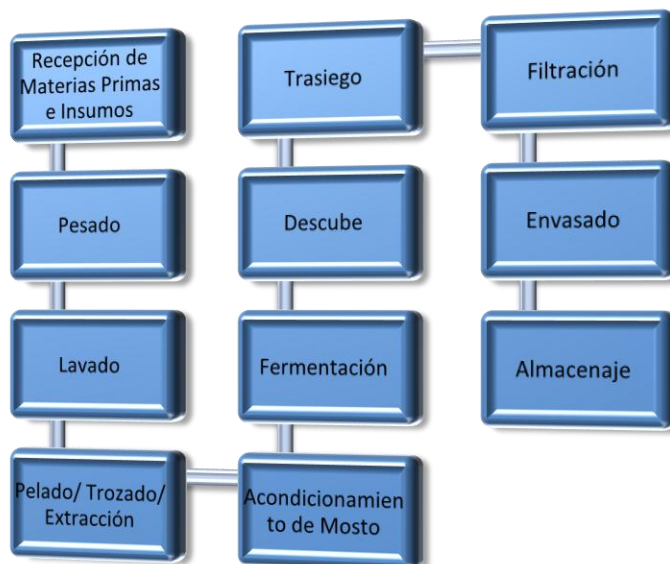 Recepción de
Materias Primas
e Insumos
Pesado
Lavado
Pelado/ Trozado/
Extracción
Acondicionamien
to de Mosto
Fermentación
Descube
Trasiego
Filtración
Envasado
Almacenaje